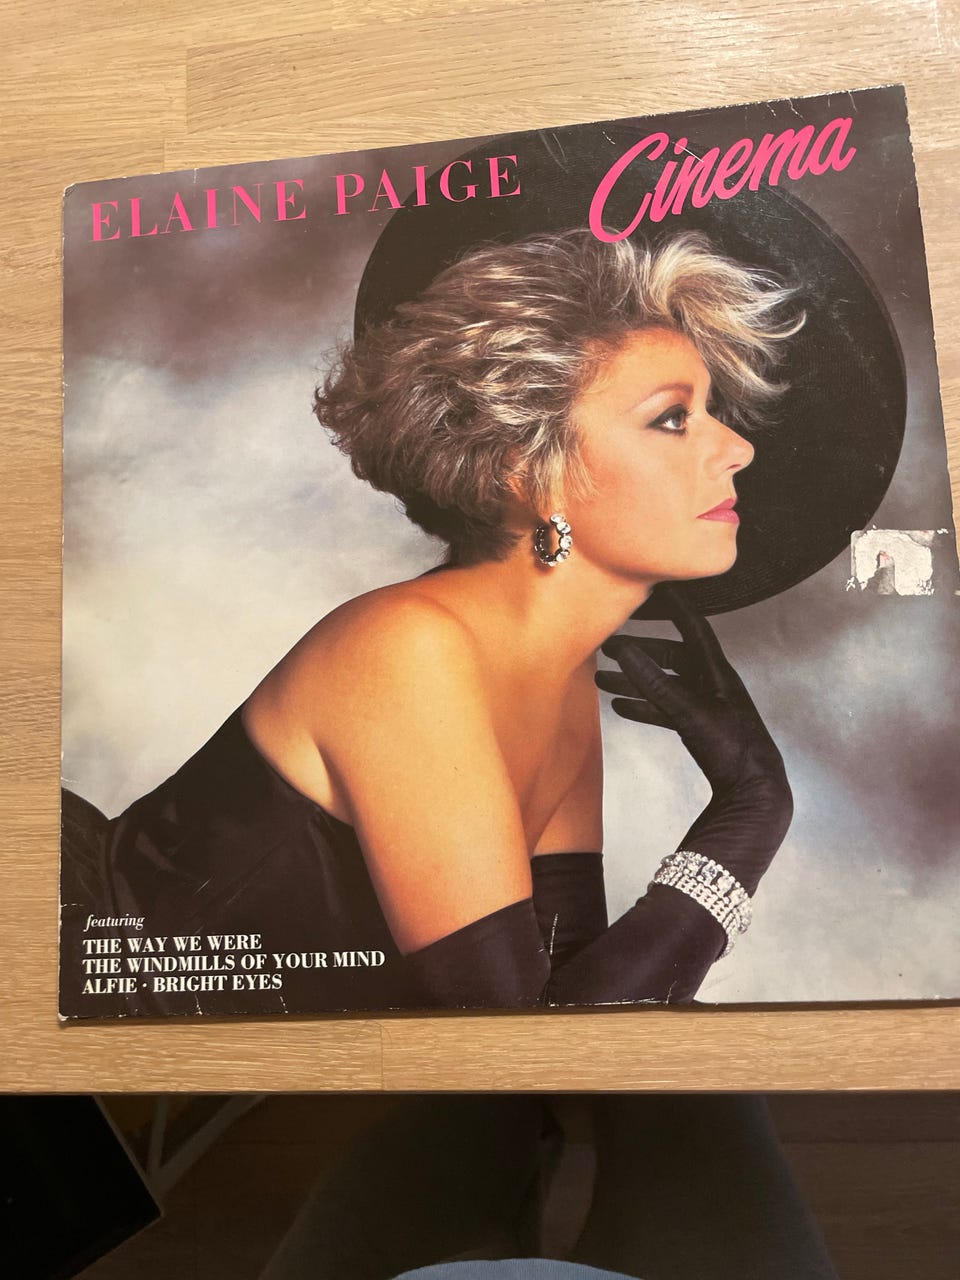 ELAINE PAIGE
Cinema
featuring
THE WAY WE WERE
THE WINDMILLS OF YOUR MIND
ALFIE · BRIGHT EYES